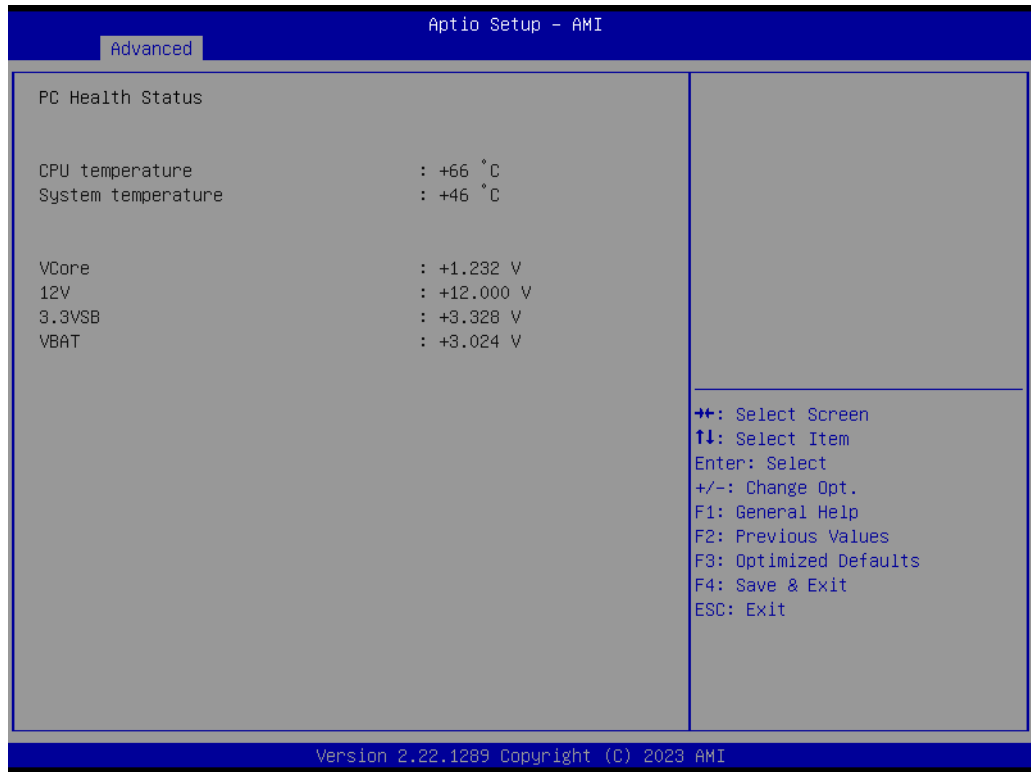 Aptio Setup – AMI
Advanced
PC Health Status
CPU temperature : +66 °C
System temperature : +46 °C
VCore : +1.232 V
12V : +12.000 V
3.3VSB : +3.328 V
VBAT : +3.024 V
→←: Select Screen
↑↓: Select Item
Enter: Select
+/-: Change Opt.
F1: General Help
F2: Previous Values
F3: Optimized Defaults
F4: Save & Exit
ESC: Exit
Version 2.22.1289 Copyright (C) 2023 AMI